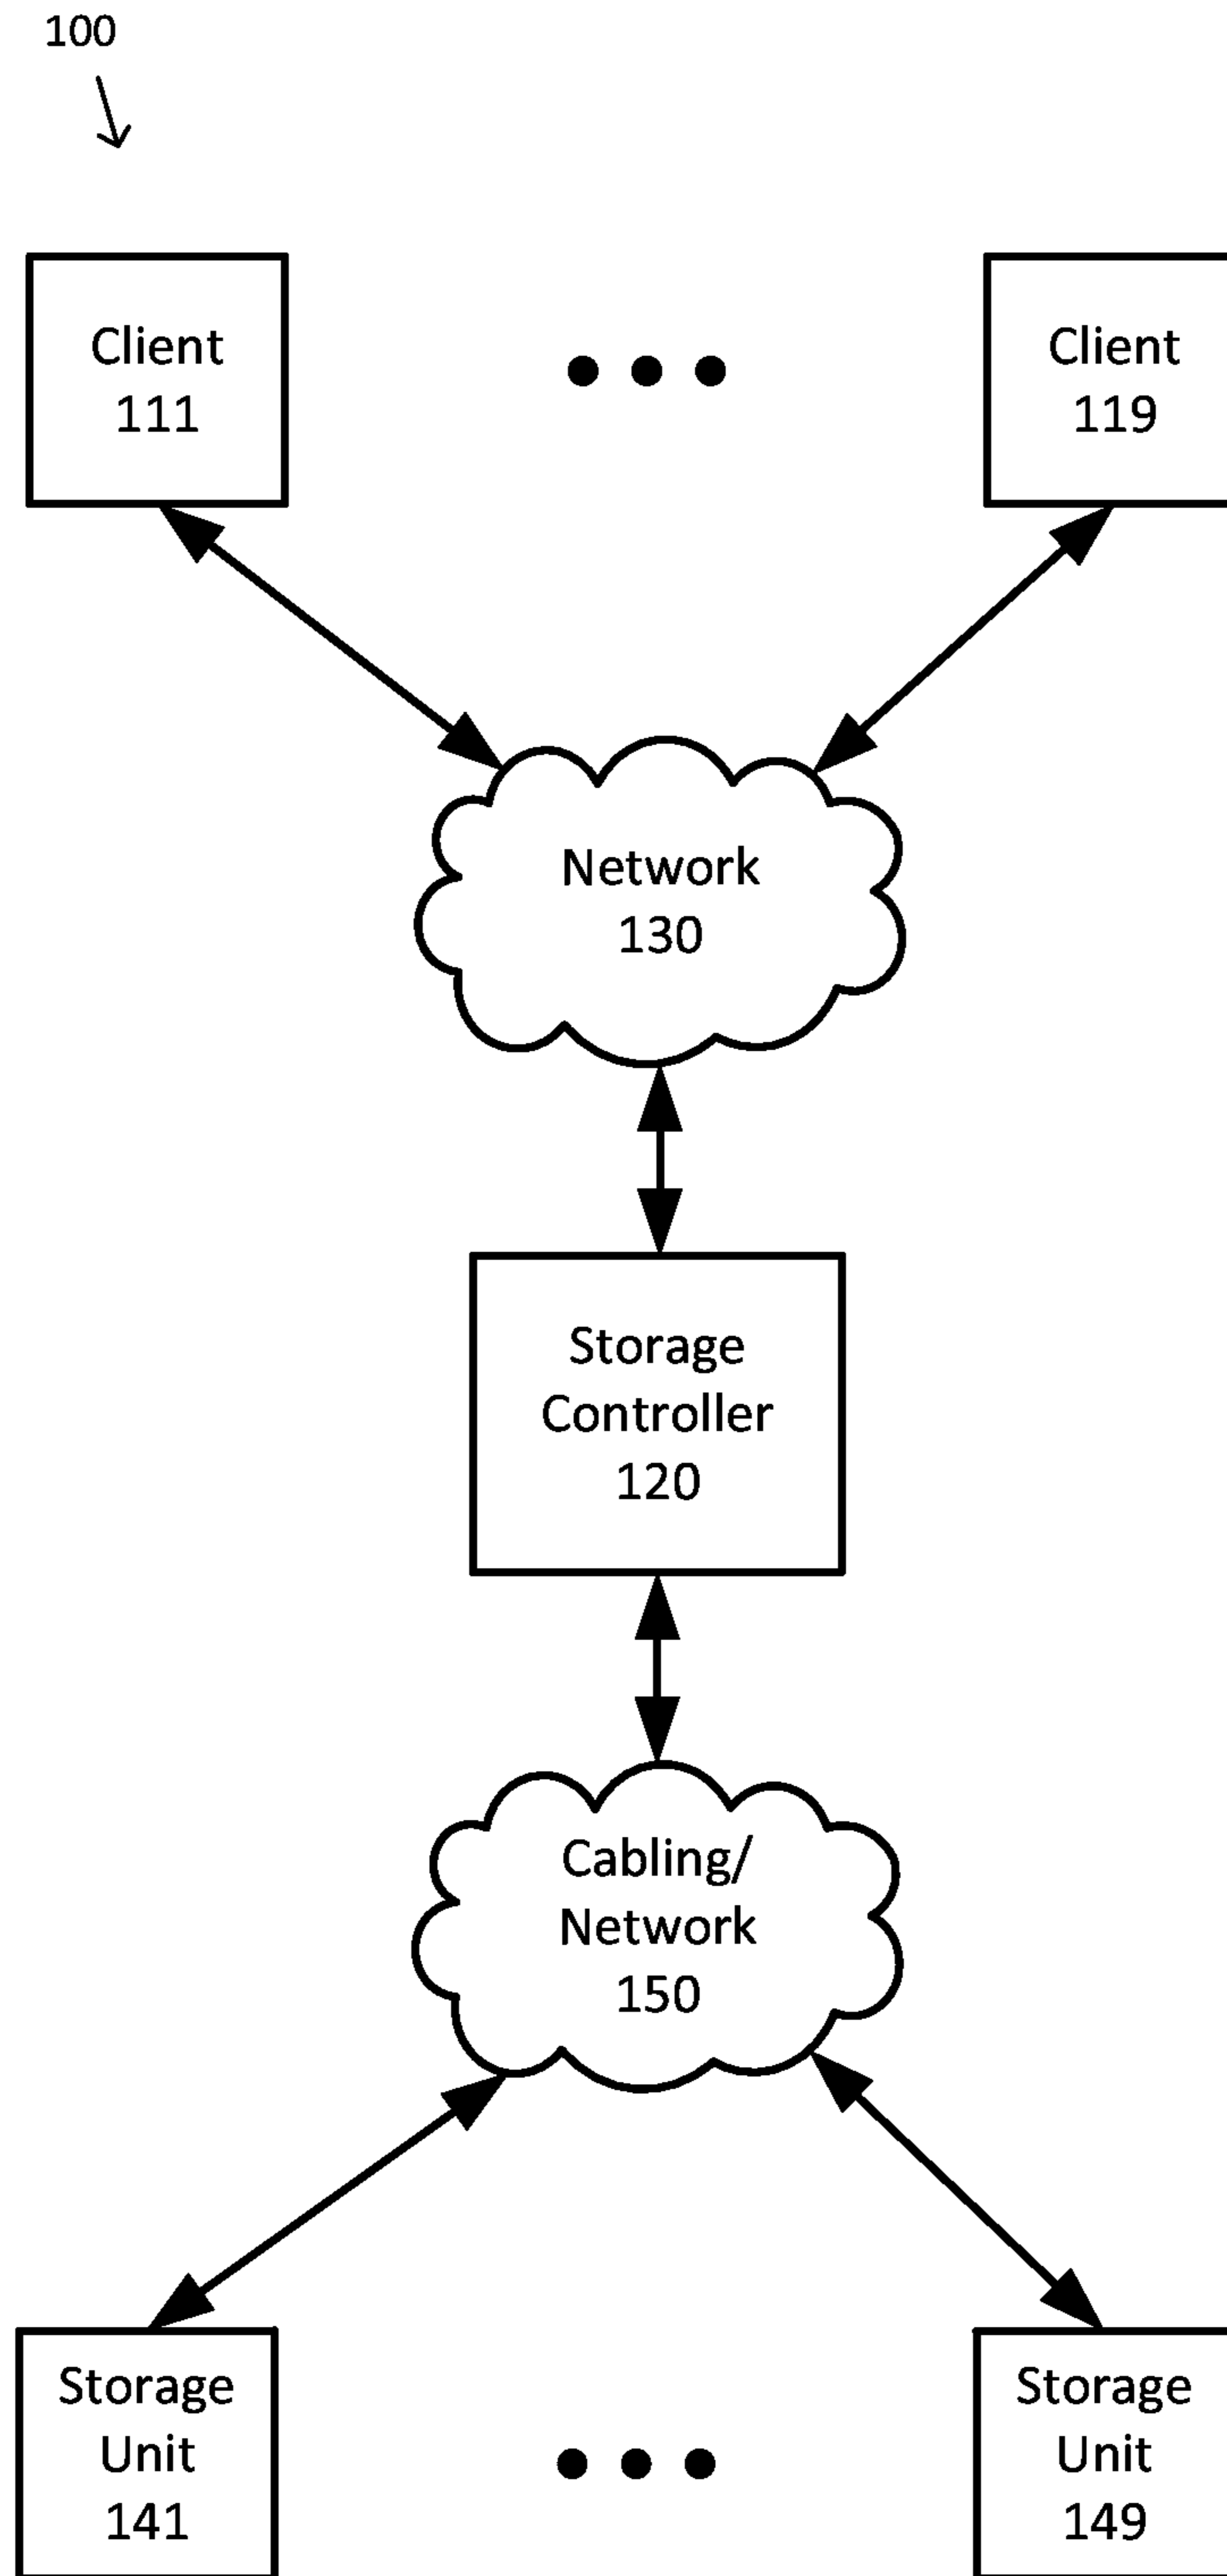 100
Client
111
Client
119
Network
130
Storage
Controller
120
Cabling/
Network
150
Storage
Unit
141
Storage
Unit
149